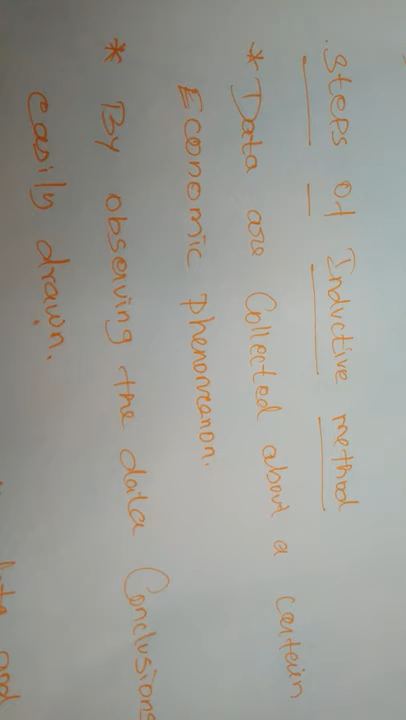 Steps of Inductive method
* Data are Collected about a certain
Economic Phenomenon.
* By observing the data Conclusions
easily drawn.